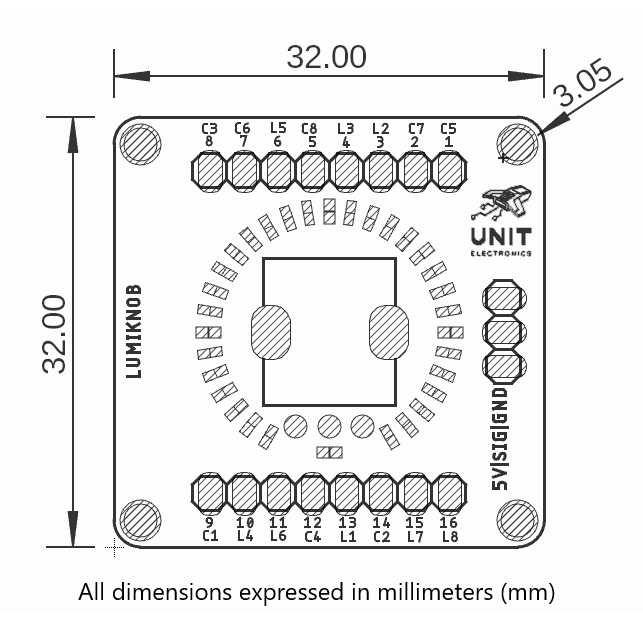 32.00
3.05
C3 C6 L5 C8 L3 L2 C7 C5
8 7 6 5 4 3 2 1
UNIT
ELECTRONICS
32.00
LUMIKNOB
5V|SIG|GND
9 10 11 12 13 14 15 16
C1 L4 L6 C4 L1 C2 L7 L8
All dimensions expressed in millimeters (mm)